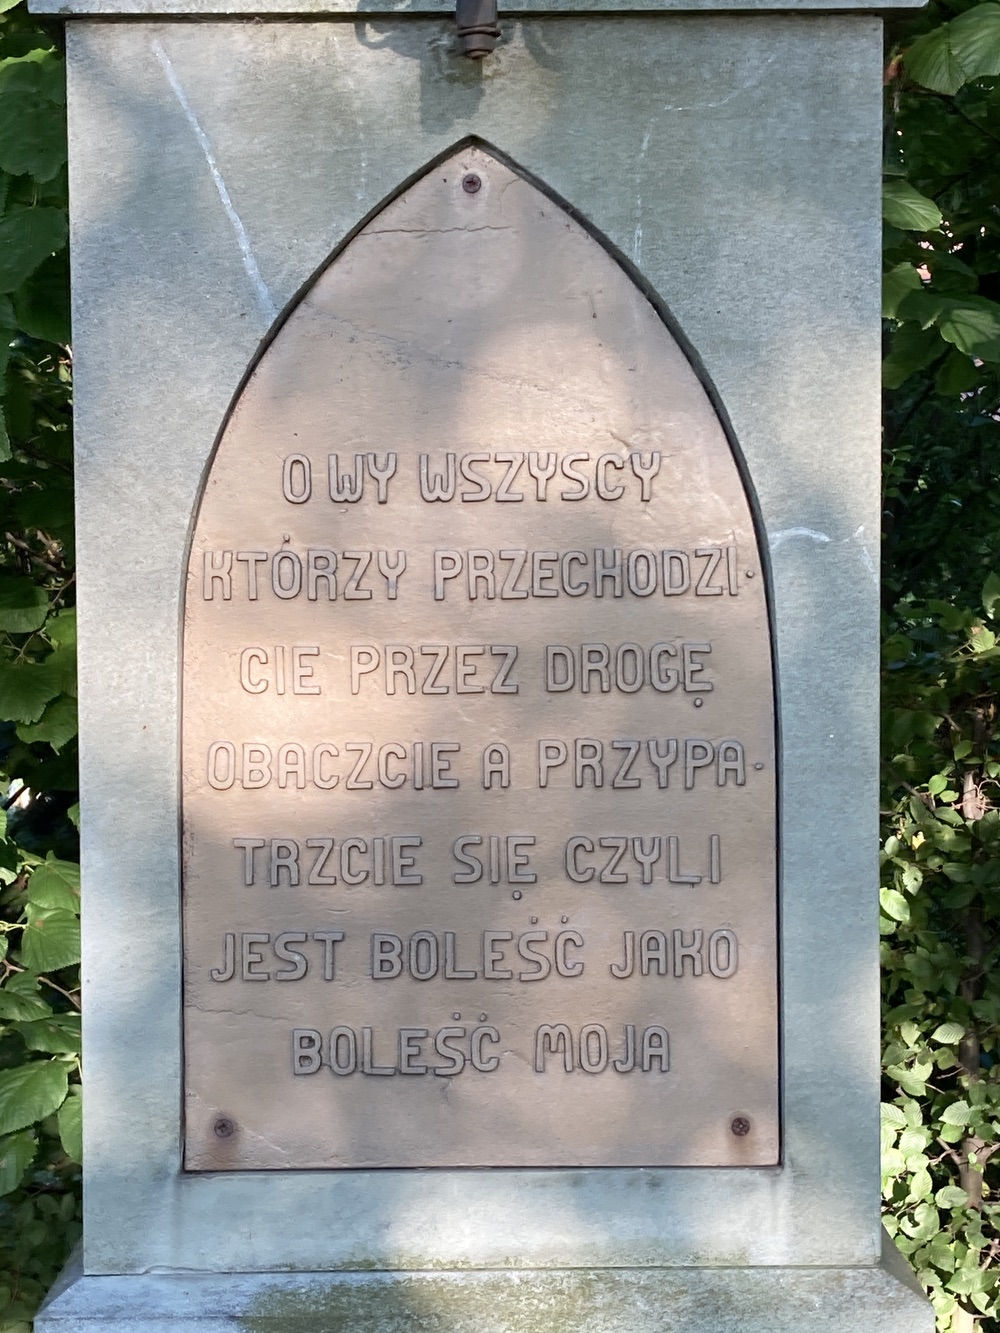 O WY WSZYSCY
KTÓRZY PRZECHODZI-
CIE PRZEZ DROGĘ
OBACZCIE A PRZYPA-
TRZCIE SIĘ CZYLI
JEST BOLEŚĆ JAKO
BOLEŚĆ MOJA